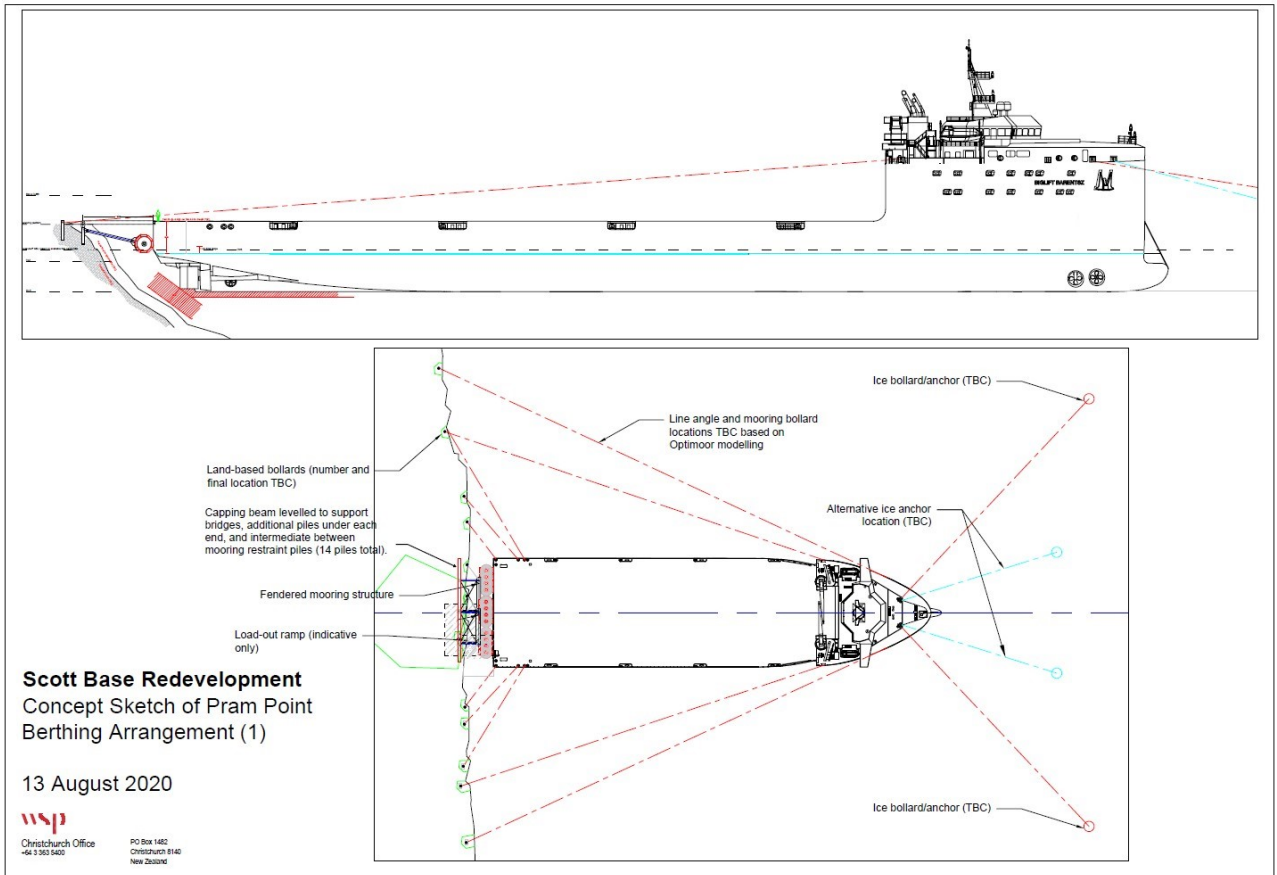 BIGLIFT BARENTSZ
Ice bollard/anchor (TBC)
Line angle and mooring bollard
locations TBC based on
Optimoor modelling
Land-based bollards (number and
final location TBC)
Capping beam levelled to support
bridges, additional piles under each
end, and intermediate between
mooring restraint piles (14 piles total).
Alternative ice anchor
location (TBC)
Fendered mooring structure
Load-out ramp (indicative
only)
Ice bollard/anchor (TBC)
Scott Base Redevelopment
Concept Sketch of Pram Point
Berthing Arrangement (1)
13 August 2020
wsp
Christchurch Office
+64 3 363 5400
PO Box 1482
Christchurch 8140
New Zealand